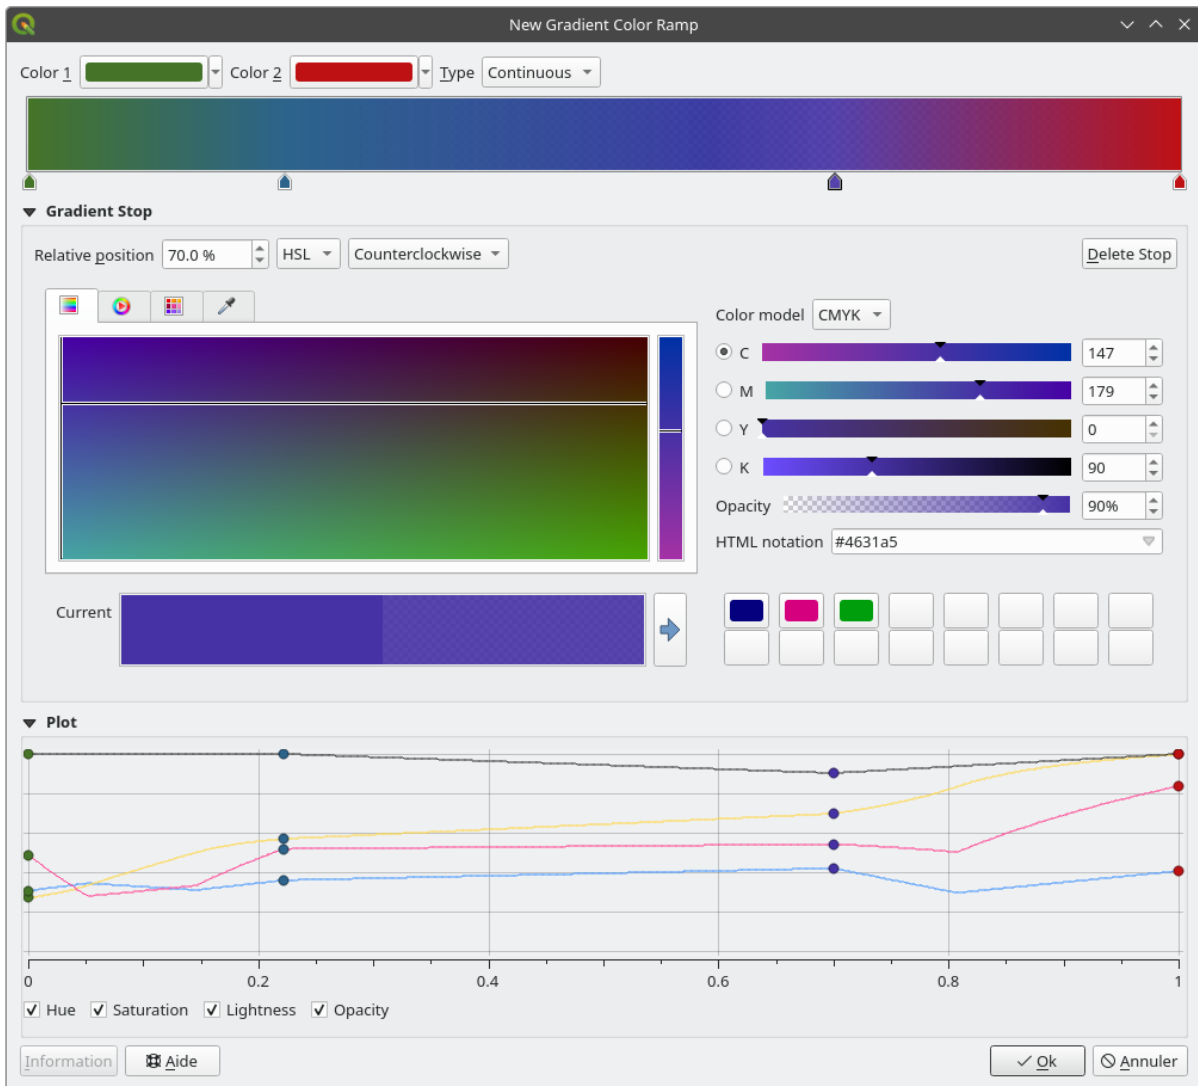 New Gradient Color Ramp
Color 1 Color 2 Type Continuous
Gradient Stop
Relative position 70.0 % HSL Counterclockwise Delete Stop
Color model CMYK
C 147
M 179
Y 0
K 90
Opacity 90%
HTML notation #4631a5
Current
Plot
0 0.2 0.4 0.6 0.8 1
Hue Saturation Lightness Opacity
Information Aide Ok Annuler